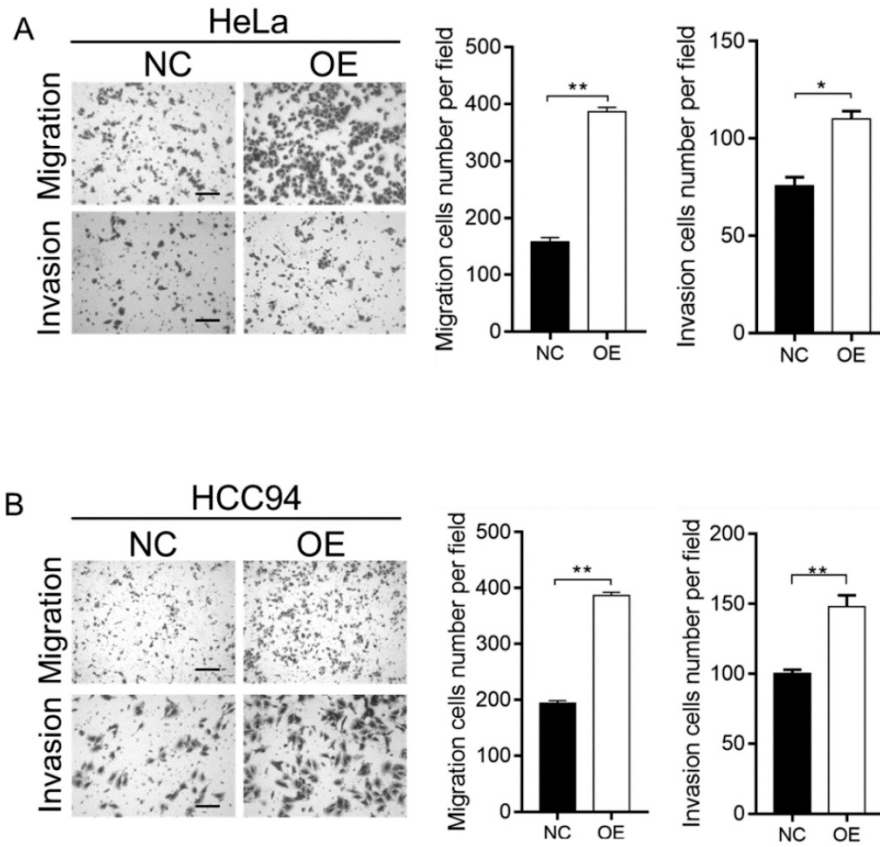 A
HeLa
NC OE
Migration
Invasion
Migration cells number per field
500
400
300
200
100
0
**
NC OE
Invasion cells number per field
150
100
50
0
*
NC OE
B
HCC94
NC OE
Migration
Invasion
Migration cells number per field
500
400
300
200
100
0
**
NC OE
Invasion cells number per field
200
150
100
50
0
**
NC OE